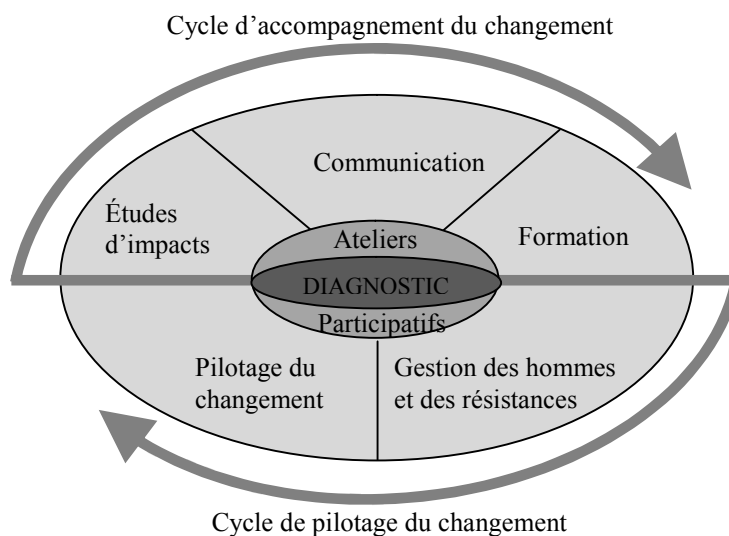 Cycle d’accompagnement du changement
Communication
Études
d’impacts
Ateliers
Formation
DIAGNOSTIC
Participatifs
Pilotage du
changement
Gestion des hommes
et des résistances
Cycle de pilotage du changement